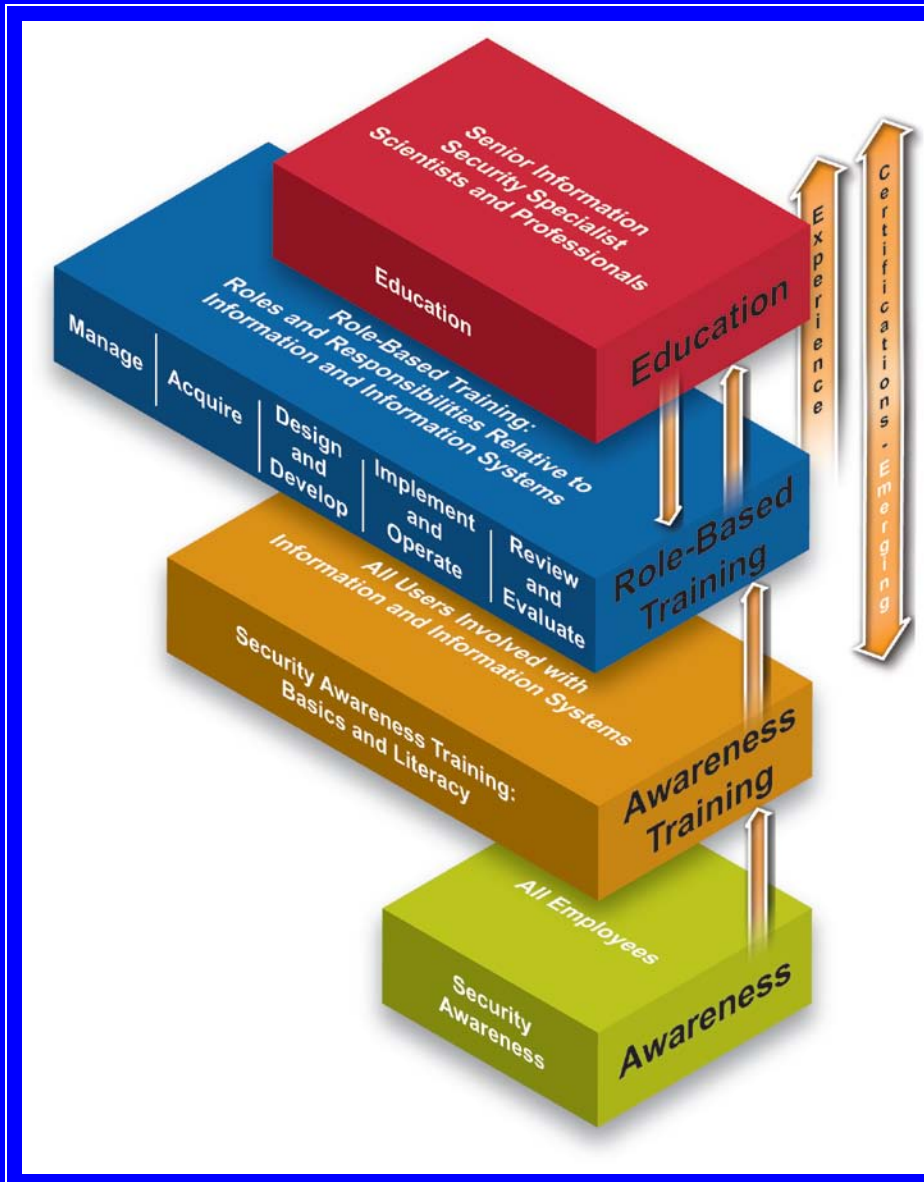 Senior Information
Security Specialist
Scientists and Professionals
Education
Education
Role-Based Training:
Roles and Responsibilities Relative to
Information and Information Systems
Manage
Acquire
Design
and
Develop
Implement
and
Operate
Review
and
Evaluate
Role-Based
Training
All Users Involved with
Information and Information Systems
Security Awareness Training:
Basics and Literacy
Awareness
Training
All Employees
Security
Awareness
Awareness
Experience
Certifications - Emerging